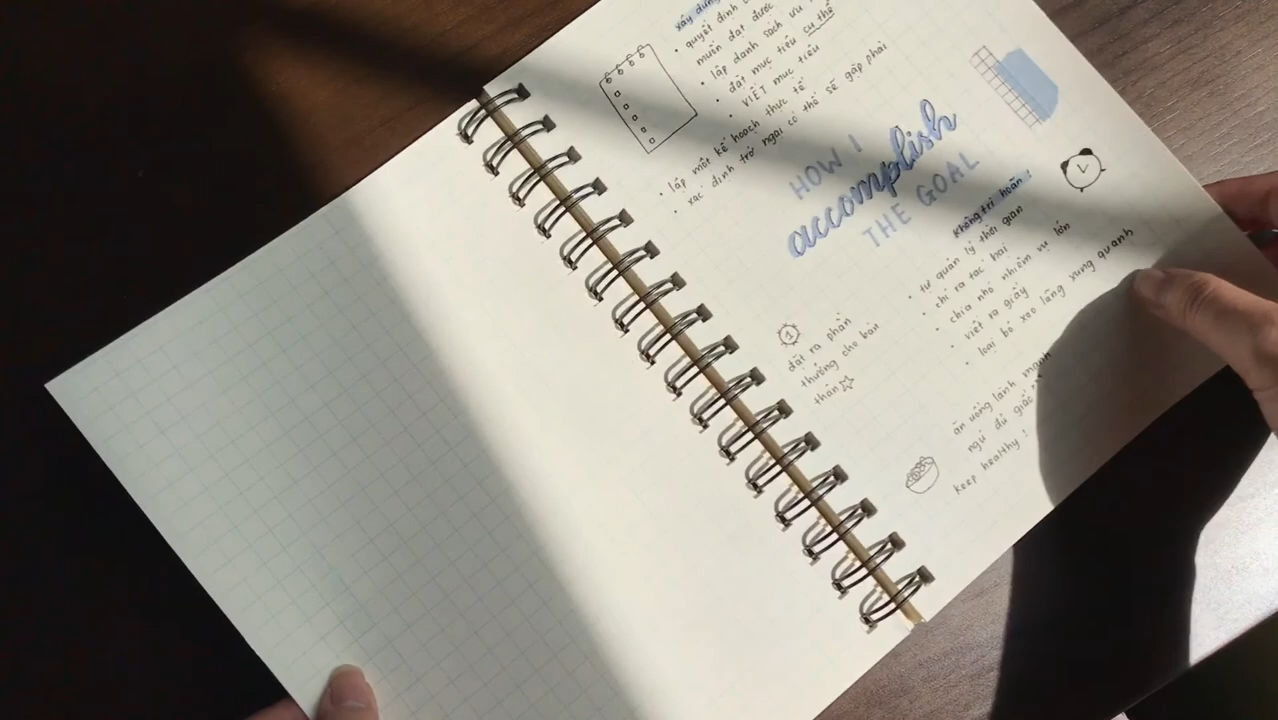 xây dựng
• quyết định
muốn đạt được
• lập danh sách ưu
đặt mục tiêu cụ thể
• VIẾT mục tiêu
• lập một kế hoạch thực tế
• xác định trở ngại có thể sẽ gặp phải
HOW I
accomplish
THE GOAL
không trì hoãn!
• tự quản lý thời gian
chỉ ra tác hại
• chia nhỏ nhiệm vụ lớn
• viết ra giấy
• loại bỏ xao lãng xung quanh
1
đặt ra phần
thưởng cho bản
thân
ăn uống lành mạnh
ngủ đủ giấc
keep healthy!